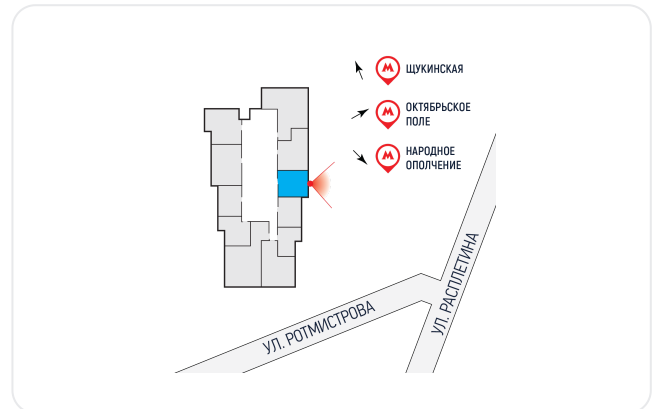 ЩУКИНСКАЯ
ОКТЯБРЬСКОЕ
ПОЛЕ
НАРОДНОЕ
ОПОЛЧЕНИЕ
УЛ. РАСПЛЕТИНА
УЛ. РОТМИСТРОВА